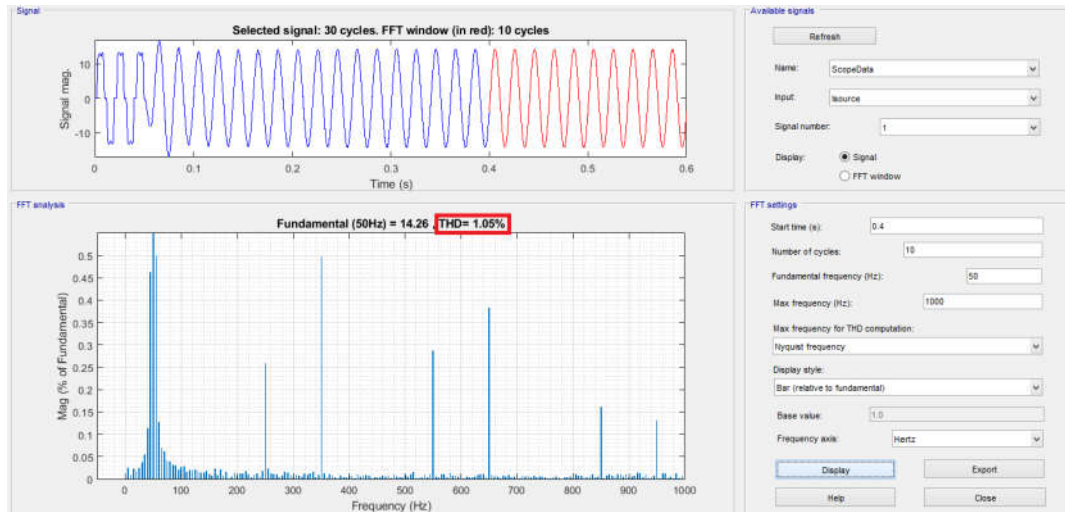 Signal
Selected signal: 30 cycles. FFT window (in red): 10 cycles
Signal mag.
10
0
-10
0 0.1 0.2 0.3 0.4 0.5 0.6
Time (s)
Available signals
Refresh
Name: ScopeData
Input: Isource
Signal number: 1
Display: Signal
FFT window
FFT analysis
Fundamental (50Hz) = 14.26 , THD= 1.05%
Mag (% of Fundamental)
0.5
0.45
0.4
0.35
0.3
0.25
0.2
0.15
0.1
0.05
0
0 100 200 300 400 500 600 700 800 900 1000
Frequency (Hz)
FFT settings
Start time (s): 0.4
Number of cycles: 10
Fundamental frequency (Hz): 50
Max frequency (Hz): 1000
Max frequency for THD computation:
Nyquist frequency
Display style:
Bar (relative to fundamental)
Base value: 1.0
Frequency axis: Hertz
Display Export
Help Close